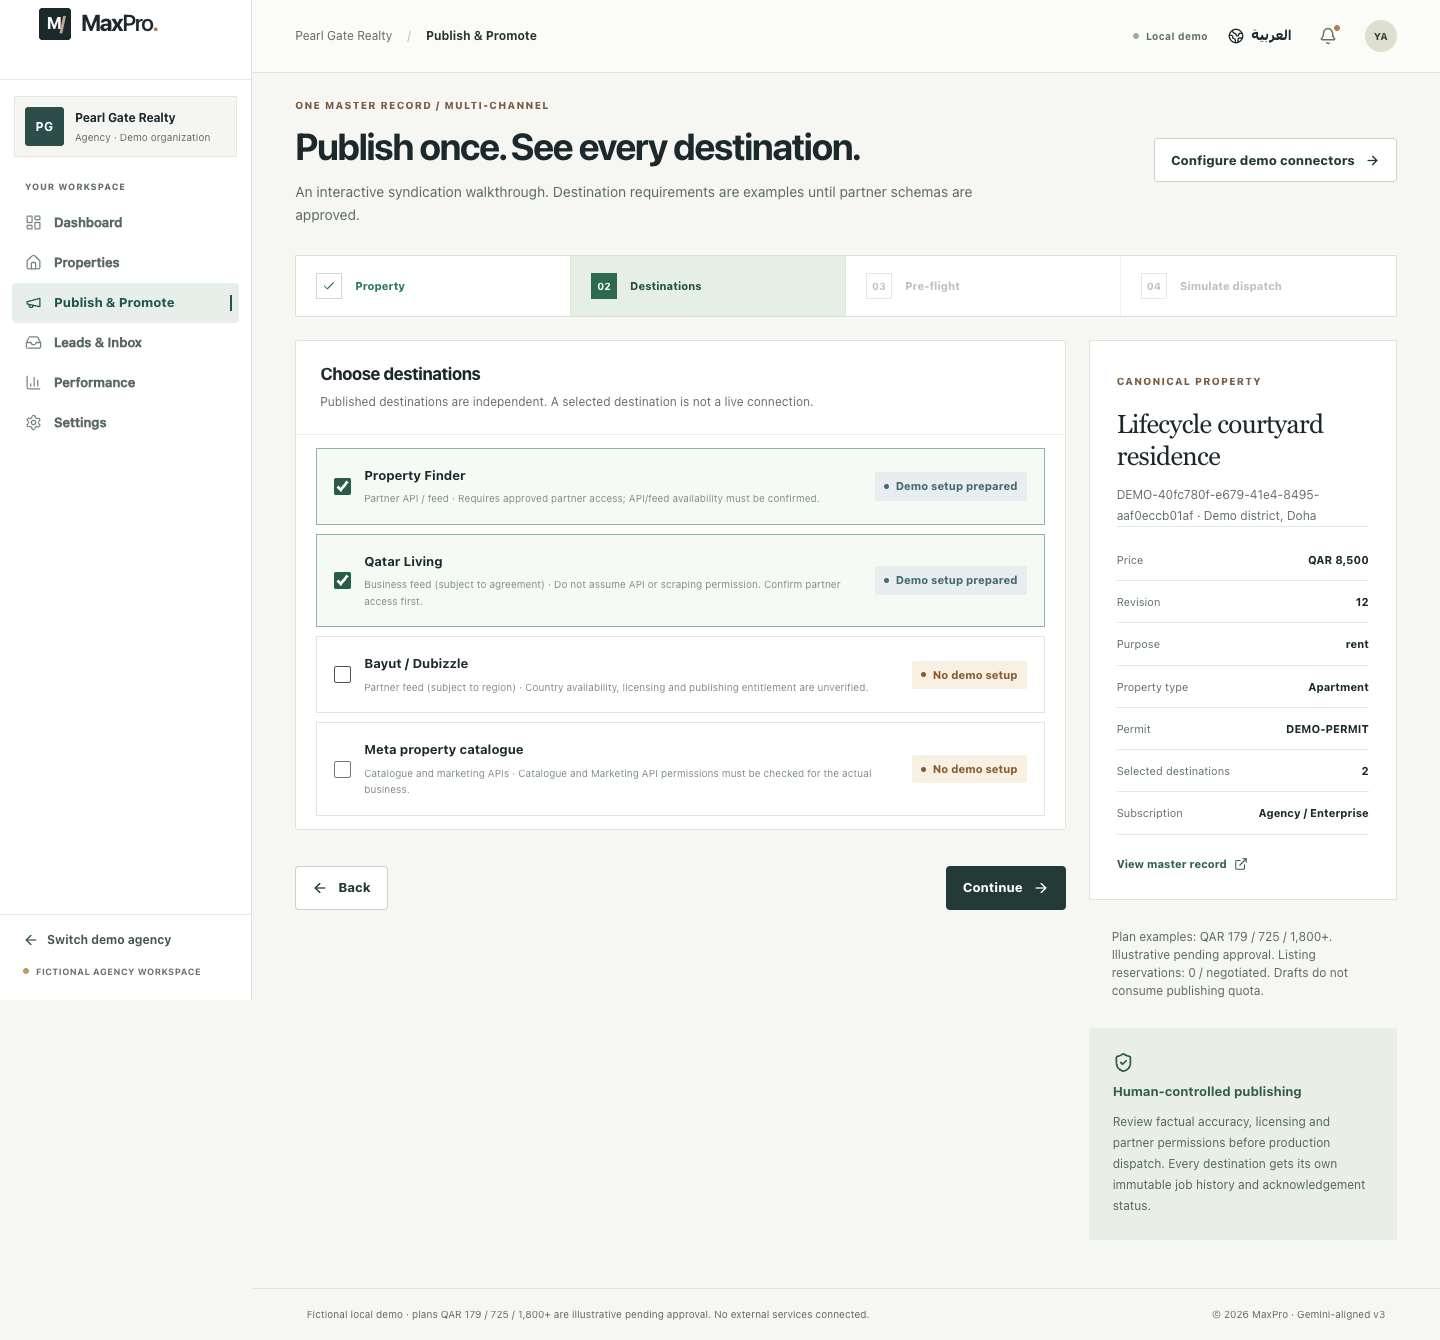 M/ MaxPro.
PG
Pearl Gate Realty
Agency · Demo organization
YOUR WORKSPACE
Dashboard
Properties
Publish & Promote
Leads & Inbox
Performance
Settings
Switch demo agency
FICTIONAL AGENCY WORKSPACE
Pearl Gate Realty / Publish & Promote
Local demo
العربية
YA
ONE MASTER RECORD / MULTI-CHANNEL
Publish once. See every destination.
An interactive syndication walkthrough. Destination requirements are examples until partner schemas are
approved.
Configure demo connectors
Property
02 Destinations
03 Pre-flight
04 Simulate dispatch
Choose destinations
Published destinations are independent. A selected destination is not a live connection.
Property Finder
Partner API / feed · Requires approved partner access; API/feed availability must be confirmed.
Demo setup prepared
Qatar Living
Business feed (subject to agreement) · Do not assume API or scraping permission. Confirm partner
access first.
Demo setup prepared
Bayut / Dubizzle
Partner feed (subject to region) · Country availability, licensing and publishing entitlement are unverified.
No demo setup
Meta property catalogue
Catalogue and marketing APIs · Catalogue and Marketing API permissions must be checked for the actual
business.
No demo setup
Back
Continue
CANONICAL PROPERTY
Lifecycle courtyard
residence
DEMO-40fc780f-e679-41e4-8495-
aaf0eccb01af · Demo district, Doha
Price QAR 8,500
Revision 12
Purpose rent
Property type Apartment
Permit DEMO-PERMIT
Selected destinations 2
Subscription Agency / Enterprise
View master record
Plan examples: QAR 179 / 725 / 1,800+.
Illustrative pending approval. Listing
reservations: 0 / negotiated. Drafts do not
consume publishing quota.
Human-controlled publishing
Review factual accuracy, licensing and
partner permissions before production
dispatch. Every destination gets its own
immutable job history and acknowledgement
status.
Fictional local demo · plans QAR 179 / 725 / 1,800+ are illustrative pending approval. No external services connected.
© 2026 MaxPro · Gemini-aligned v3